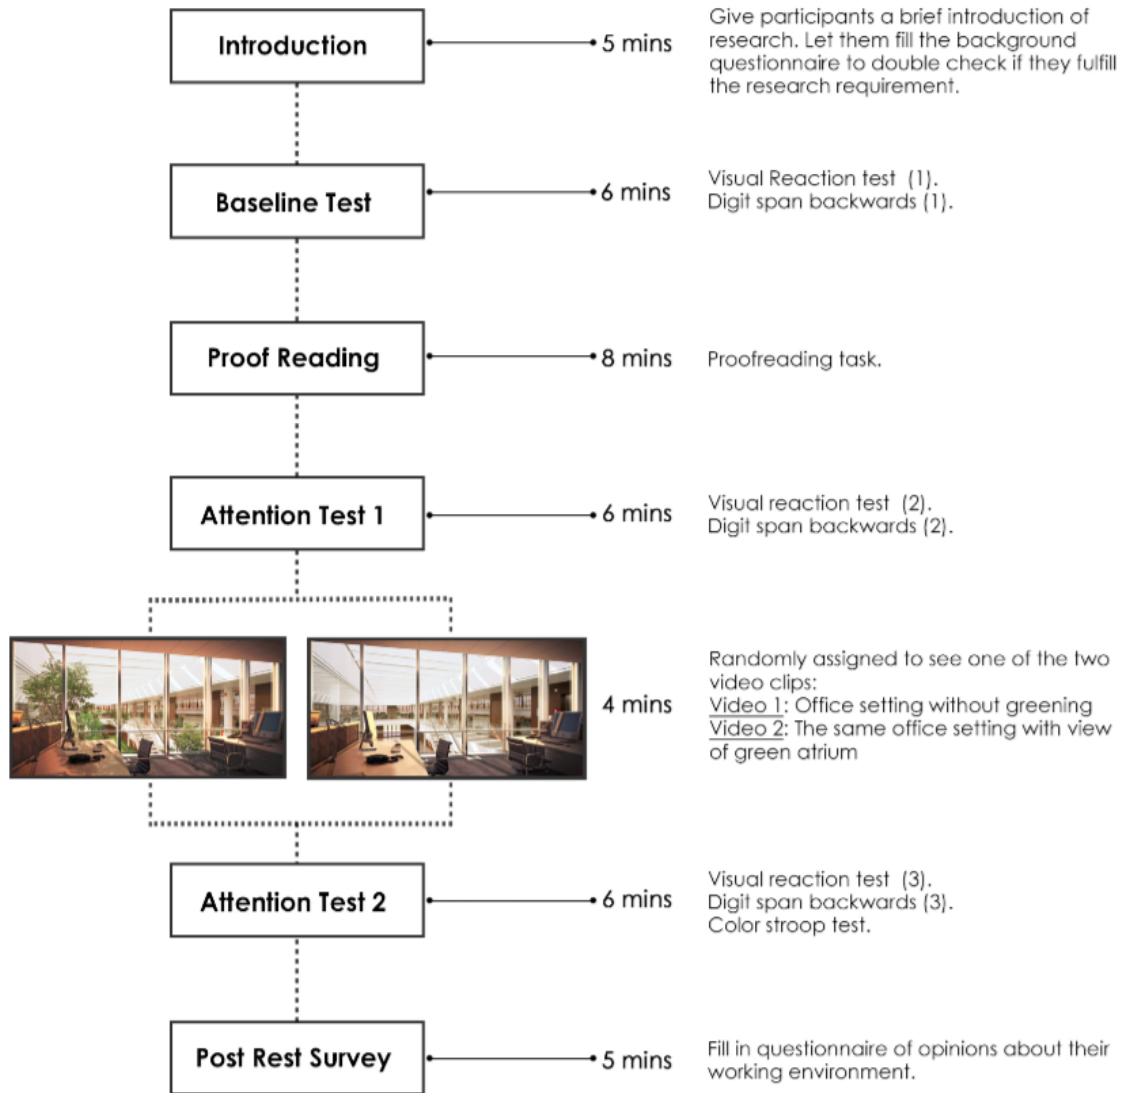 Introduction
5 mins
Give participants a brief introduction of
research. Let them fill the background
questionnaire to double check if they fulfill
the research requirement.
Baseline Test
6 mins
Visual Reaction test (1).
Digit span backwards (1).
Proof Reading
8 mins
Proofreading task.
Attention Test 1
6 mins
Visual reaction test (2).
Digit span backwards (2).
4 mins
Randomly assigned to see one of the two
video clips:
Video 1: Office setting without greening
Video 2: The same office setting with view
of green atrium
Attention Test 2
6 mins
Visual reaction test (3).
Digit span backwards (3).
Color stroop test.
Post Rest Survey
5 mins
Fill in questionnaire of opinions about their
working environment.